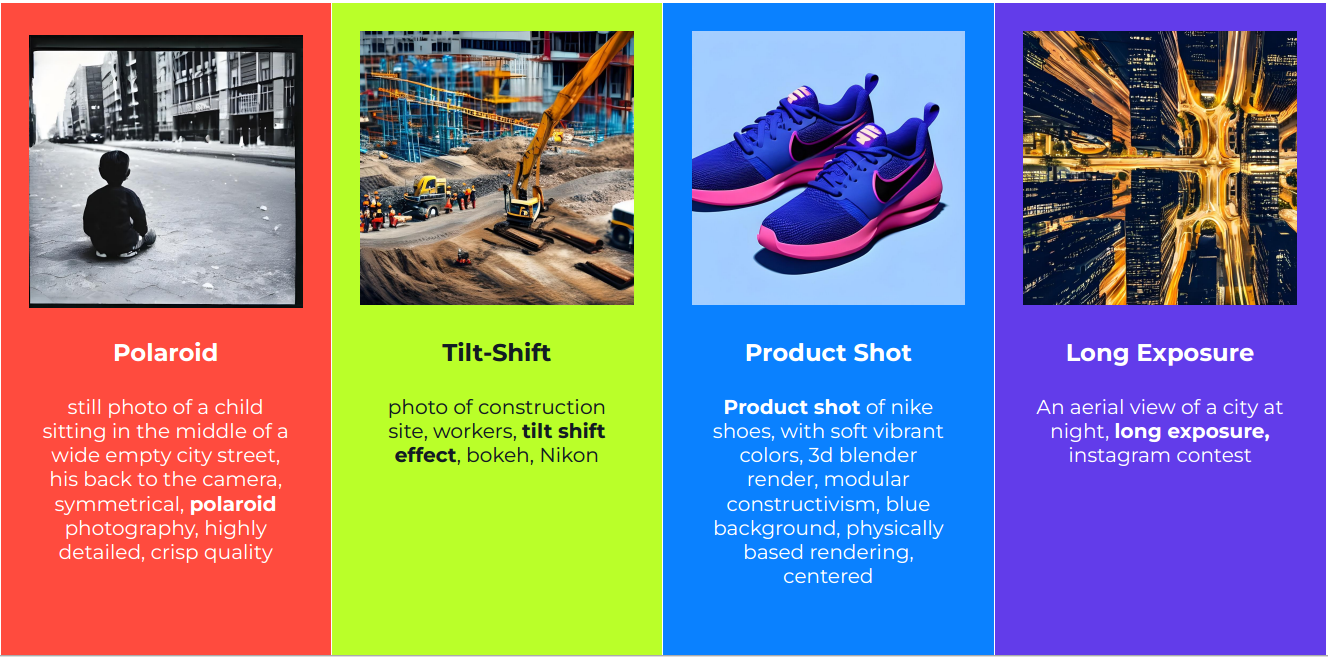 Polaroid
still photo of a child
sitting in the middle of a
wide empty city street,
his back to the camera,
symmetrical, polaroid
photography, highly
detailed, crisp quality
Tilt-Shift
photo of construction
site, workers, tilt shift
effect, bokeh, Nikon
Product Shot
Product shot of nike
shoes, with soft vibrant
colors, 3d blender
render, modular
constructivism, blue
background, physically
based rendering,
centered
Long Exposure
An aerial view of a city at
night, long exposure,
instagram contest